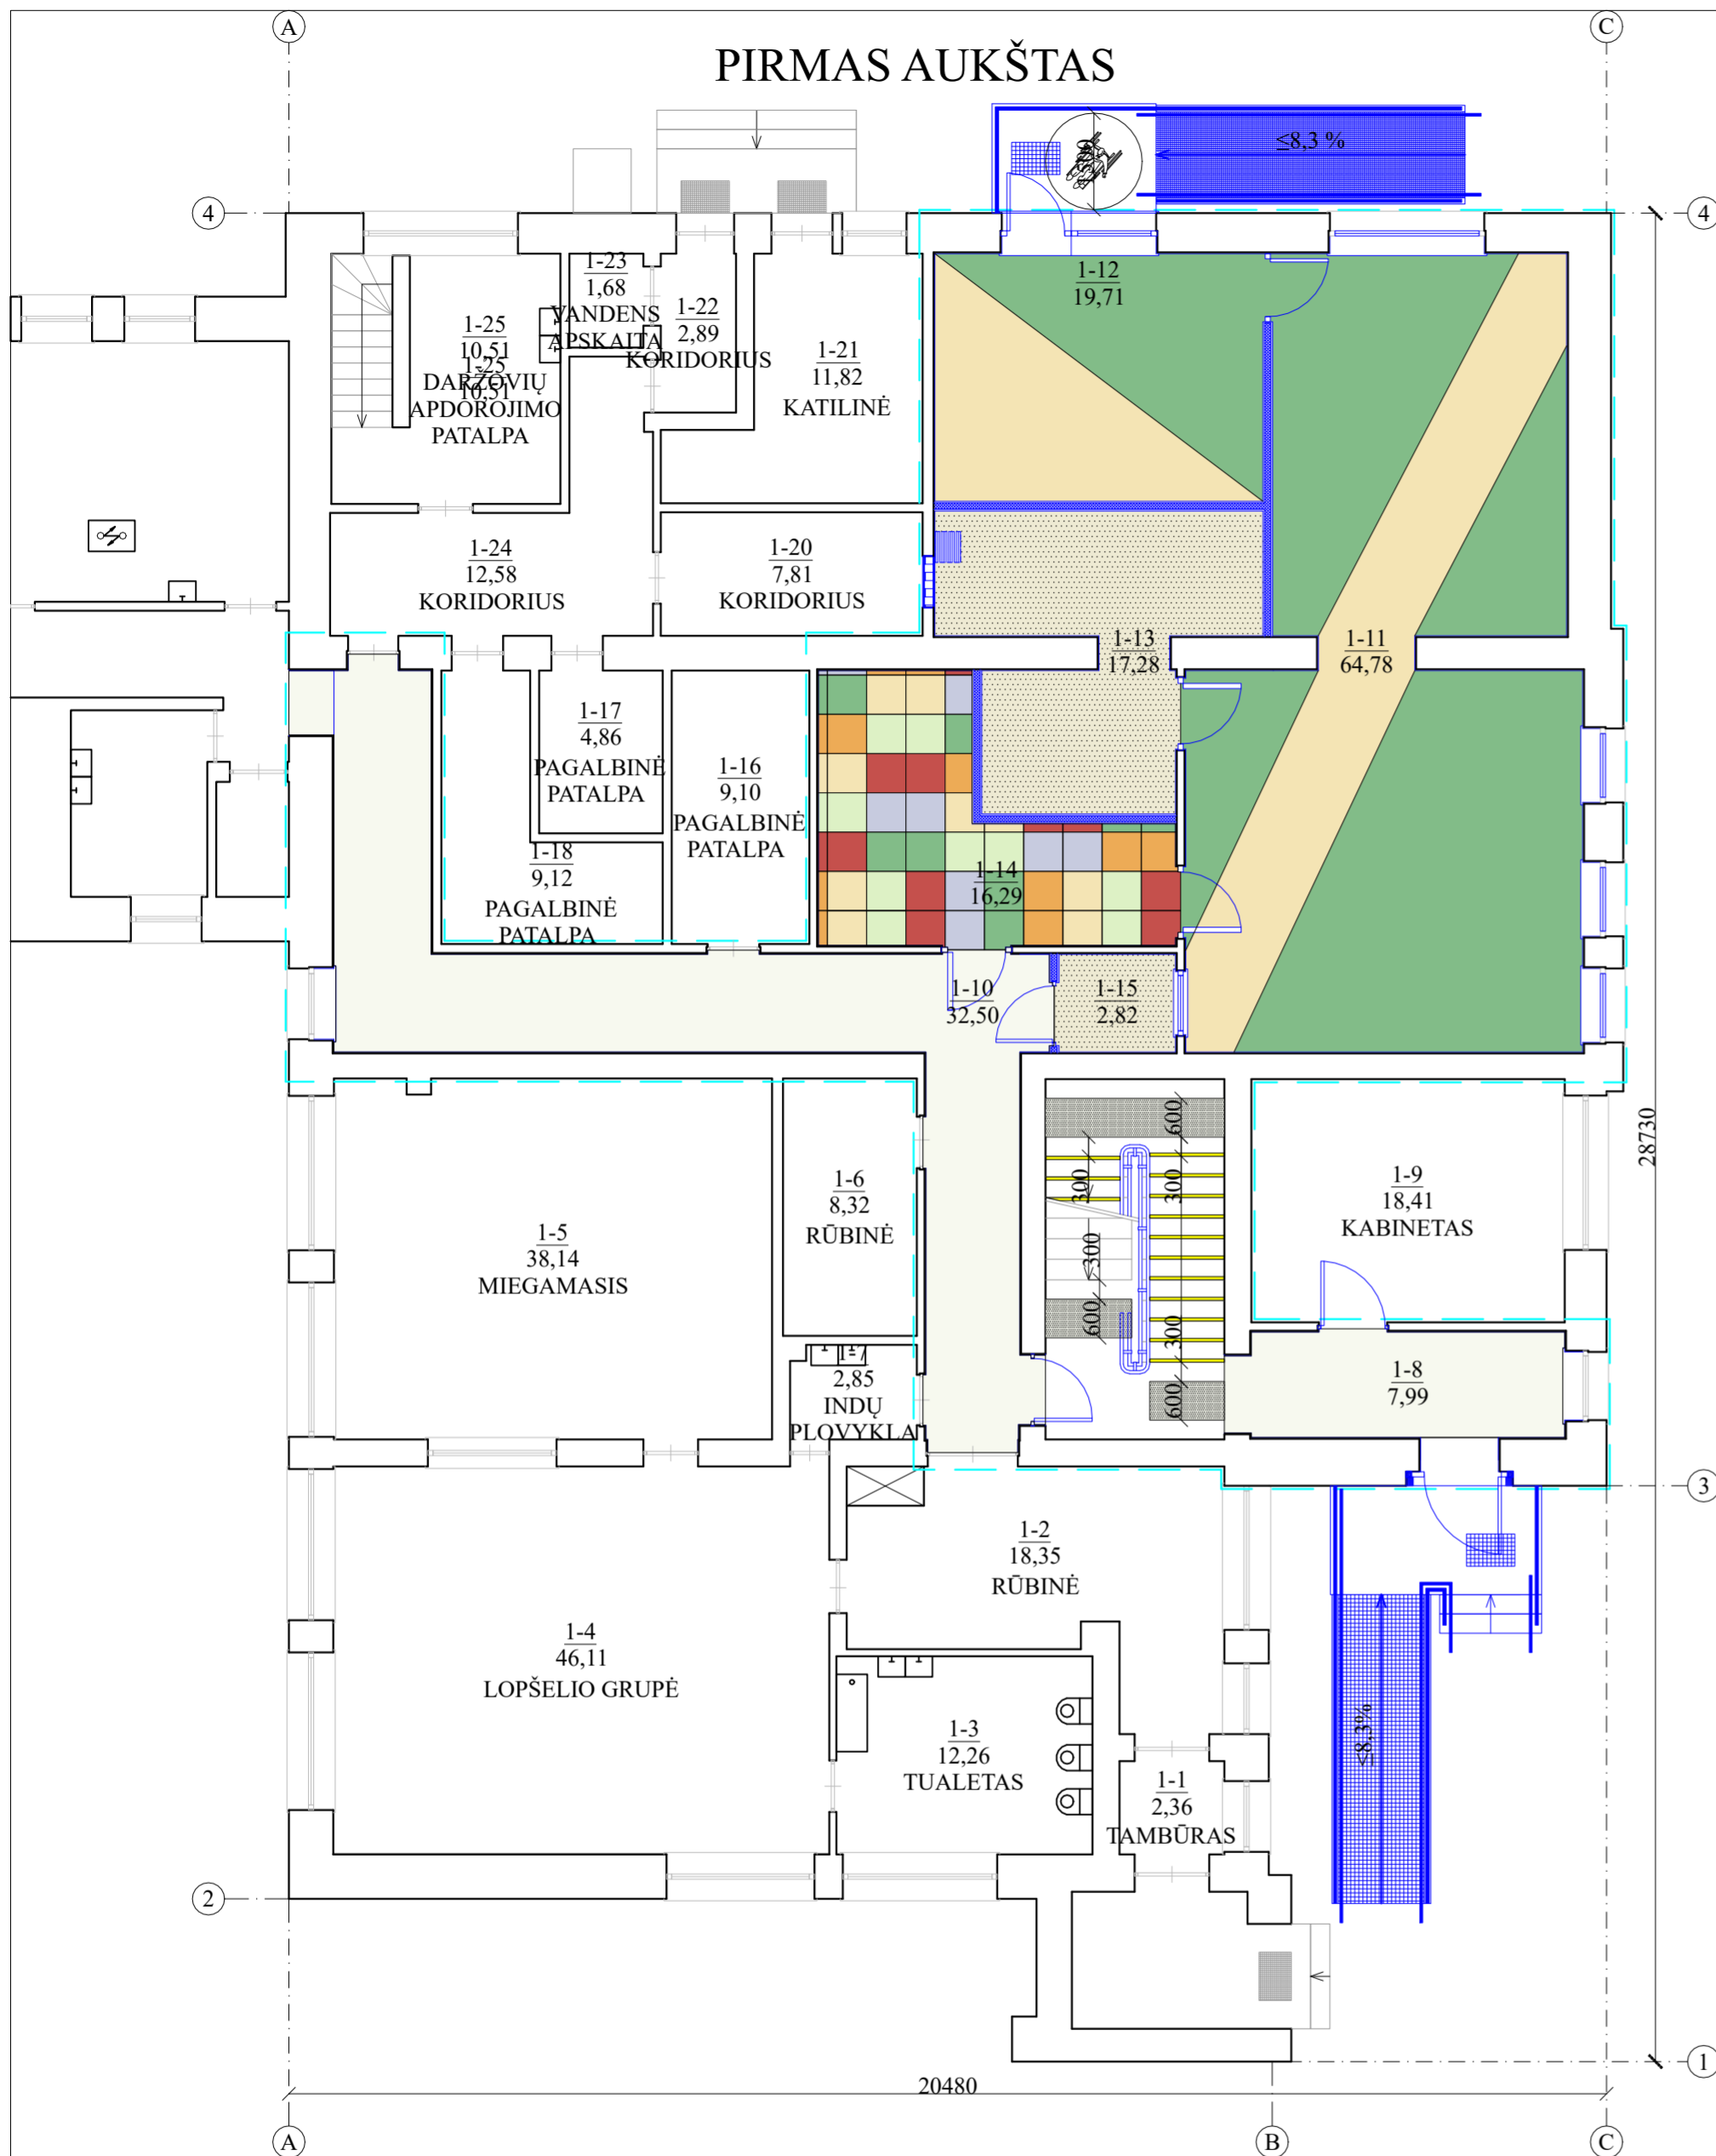 A
C
PIRMAS AUKŠTAS
1500
≤8,3 %
4
4
1-23
1,68
VANDENS
APSKAITA
1-22
2,89
KORIDORIUS
1-12
19,71
1-25
10,51
1-25
10,51
DARŽOVIŲ
APDOROJIMO
PATALPA
1-21
11,82
KATILINĖ
1-24
12,58
KORIDORIUS
1-20
7,81
KORIDORIUS
1-13
17,28
1-11
64,78
1-17
4,86
PAGALBINĖ
PATALPA
1-16
9,10
PAGALBINĖ
PATALPA
1-18
9,12
PAGALBINĖ
PATALPA
1-14
16,29
1-10
32,50
1-15
2,82
600
300
300
300
600
300
600
28730
1-9
18,41
KABINETAS
1-6
8,32
RŪBINĖ
1-5
38,14
MIEGAMASIS
1-7
2,85
INDŲ
PLOVYKLA
1-8
7,99
3
1-2
18,35
RŪBINĖ
1-4
46,11
LOPŠELIO GRUPĖ
1-3
12,26
TUALETAS
≤8,3%
1-1
2,36
TAMBŪRAS
2
1
20480
A
B
C